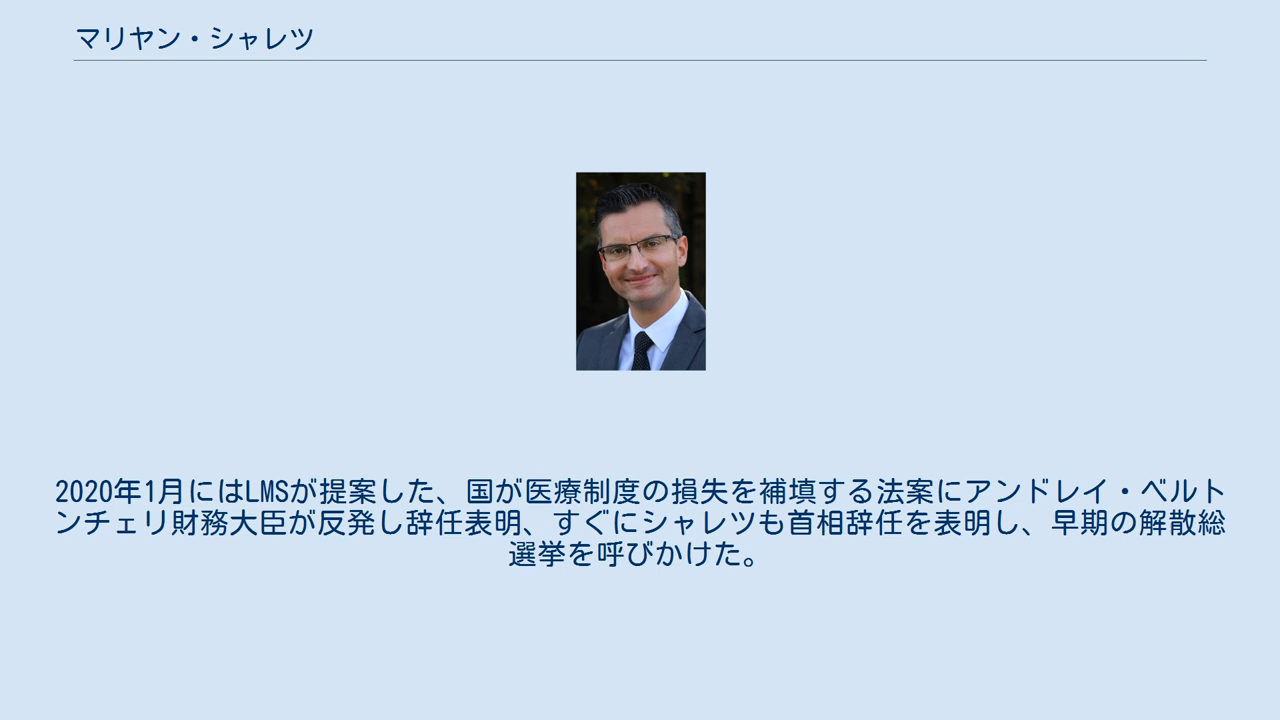 マリヤン・シャレツ
2020年1月にはLMSが提案した、国が医療制度の損失を補填する法案にアンドレイ・ベルト
ンチェリ財務大臣が反発し辞任表明、すぐにシャレツも首相辞任を表明し、早期の解散総
選挙を呼びかけた。